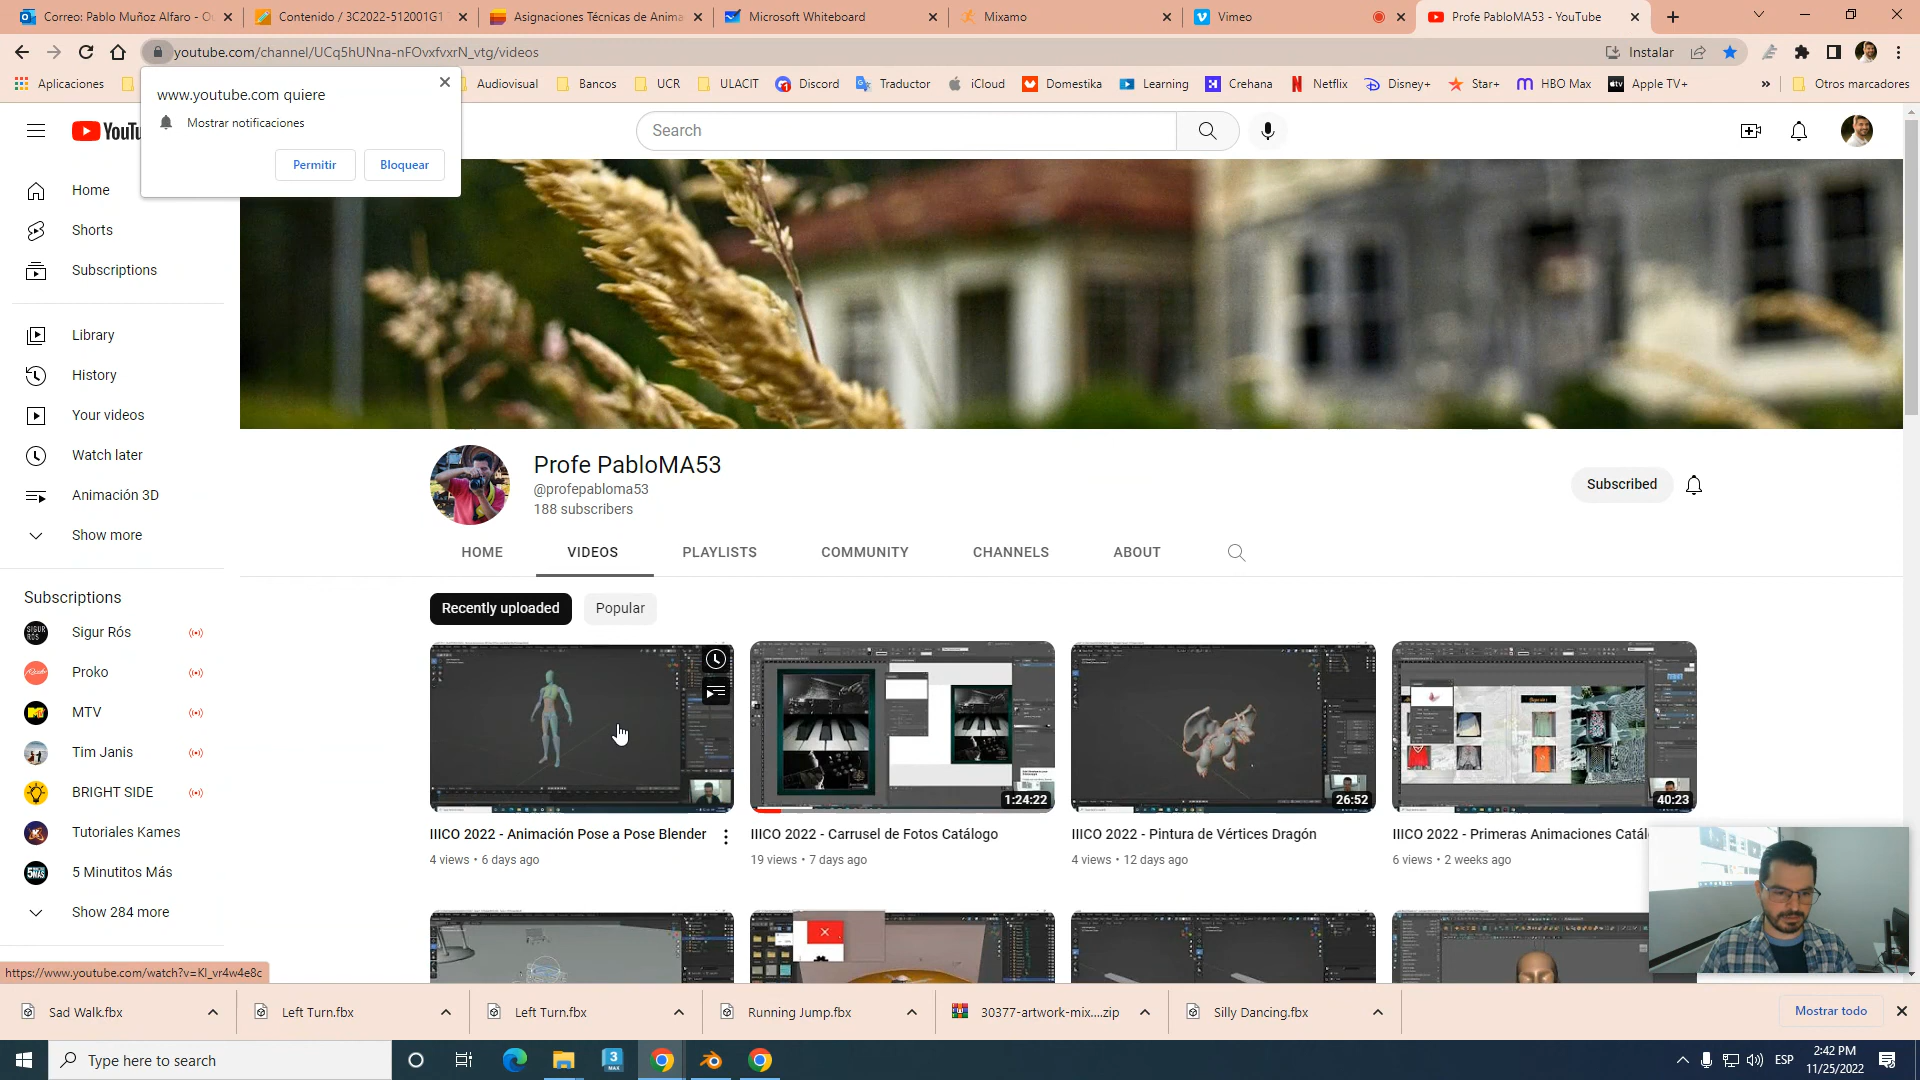 Correo: Pablo Muñoz Alfaro - Ou
Contenido / 3C2022-512001G1
Asignaciones Técnicas de Anima
Microsoft Whiteboard
Mixamo
Vimeo
Profe PabloMA53 - YouTube
youtube.com/channel/UCq5hUNna-nFOvxfvxrN_vtg/videos
Instalar
Aplicaciones
Audiovisual
Bancos
UCR
ULACIT
Discord
Traductor
iCloud
Domestika
Learning
Crehana
Netflix
Disney+
Star+
HBO Max
Apple TV+
»
Otros marcadores
www.youtube.com quiere
Mostrar notificaciones
Permitir
Bloquear
YouTu
Search
Home
Shorts
Subscriptions
Library
History
Your videos
Watch later
Animación 3D
Show more
Subscriptions
Sigur Rós
Proko
MTV
Tim Janis
BRIGHT SIDE
Tutoriales Kames
5 Minutitos Más
Show 284 more
Profe PabloMA53
@profepabloma53
188 subscribers
Subscribed
HOME
VIDEOS
PLAYLISTS
COMMUNITY
CHANNELS
ABOUT
Recently uploaded
Popular
1:24:22
26:52
40:23
IIICO 2022 - Animación Pose a Pose Blender
4 views • 6 days ago
IIICO 2022 - Carrusel de Fotos Catálogo
19 views • 7 days ago
IIICO 2022 - Pintura de Vértices Dragón
4 views • 12 days ago
IIICO 2022 - Primeras Animaciones Catál
6 views • 2 weeks ago
https://www.youtube.com/watch?v=KI_vr4w4e8c
Sad Walk.fbx
Left Turn.fbx
Left Turn.fbx
Running Jump.fbx
30377-artwork-mix....zip
Silly Dancing.fbx
Mostrar todo
Type here to search
ESP
2:42 PM
11/25/2022